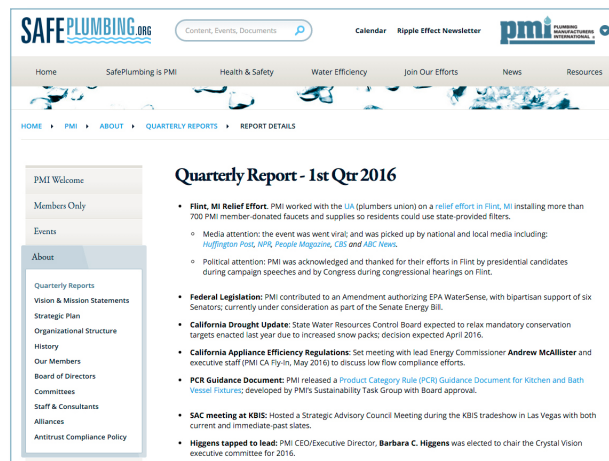 SAFEPLUMBING.ORG
Content, Events, Documents
Calendar Ripple Effect Newsletter
pmi PLUMBING MANUFACTURERS INTERNATIONAL
Home SafePlumbing is PMI Health & Safety Water Efficiency Join Our Efforts News Resources
HOME PMI ABOUT QUARTERLY REPORTS REPORT DETAILS
PMI Welcome
Members Only
Events
About
Quarterly Reports
Vision & Mission Statements
Strategic Plan
Organizational Structure
History
Our Members
Board of Directors
Committees
Staff & Consultants
Alliances
Antitrust Compliance Policy
Quarterly Report - 1st Qtr 2016
• Flint, MI Relief Effort. PMI worked with the UA (plumbers union) on a relief effort in Flint, MI installing more
than 700 PMI member-donated faucets and supplies so residents could use state-provided filters.
◦ Media attention: the event was went viral; and was picked up by national and local media including:
Huffington Post, NPR, People Magazine, CBS and ABC News.
◦ Political attention: PMI was acknowledged and thanked for their efforts in Flint by presidential candidates
during campaign speeches and by Congress during congressional hearings on Flint.
• Federal Legislation: PMI contributed to an Amendment authorizing EPA WaterSense, with bipartisan support of six
Senators; currently under consideration as part of the Senate Energy Bill.
• California Drought Update: State Water Resources Control Board expected to relax mandatory conservation
targets enacted last year due to increased snow packs; decision expected April 2016.
• California Appliance Efficiency Regulations: Set meeting with lead Energy Commissioner Andrew McAllister and
executive staff (PMI CA Fly-In, May 2016) to discuss low flow compliance efforts.
• PCR Guidance Document: PMI released a Product Category Rule (PCR) Guidance Document for Kitchen and Bath
Vessel Fixtures; developed by PMI's Sustainability Task Group with Board approval.
• SAC meeting at KBIS: Hosted a Strategic Advisory Council Meeting during the KBIS tradeshow in Las Vegas with both
current and immediate-past slates.
• Higgens tapped to lead: PMI CEO/Executive Director, Barbara C. Higgens was elected to chair the Crystal Vision
executive committee for 2016.